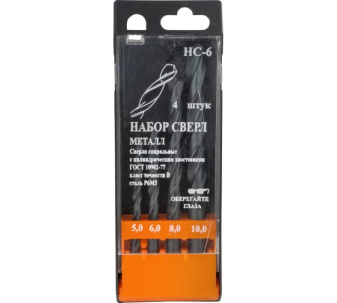 НС-6
4 штук
НАБОР СВЕРЛ
МЕТАЛЛ
Сверла спиральные
с цилиндрическим хвостовиком
ГОСТ 10902-77
класс точности В
сталь Р6М5
ОБЕРЕГАЙТЕ
ГЛАЗА
5,0 6,0 8,0 10,0